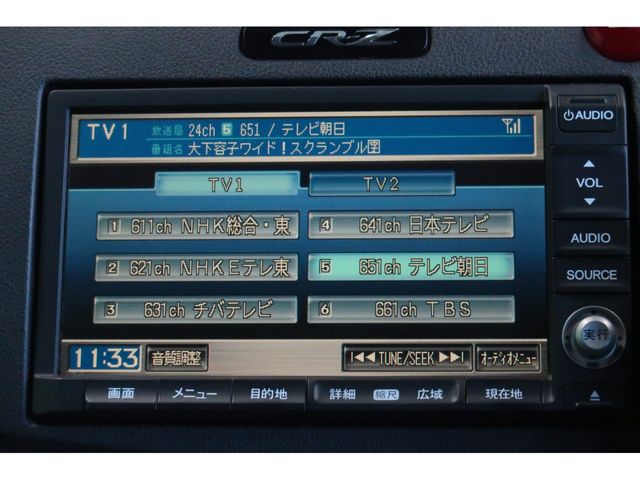 CR-Z
TV1 放送局 24ch 5 651 / テレビ朝日
番組名 大下容子ワイド!スクランブル字
TV1 TV2
1 611ch NHK総合・東 4 641ch 日本テレビ
2 621ch NHKEテレ東 5 651ch テレビ朝日
3 631ch チバテレビ 6 661ch TBS
11:33 音質調整 TUNE/SEEK オーディオメニュー
画面 メニュー 目的地 詳細 縮尺 広域 現在地
AUDIO
VOL
AUDIO
SOURCE
実行